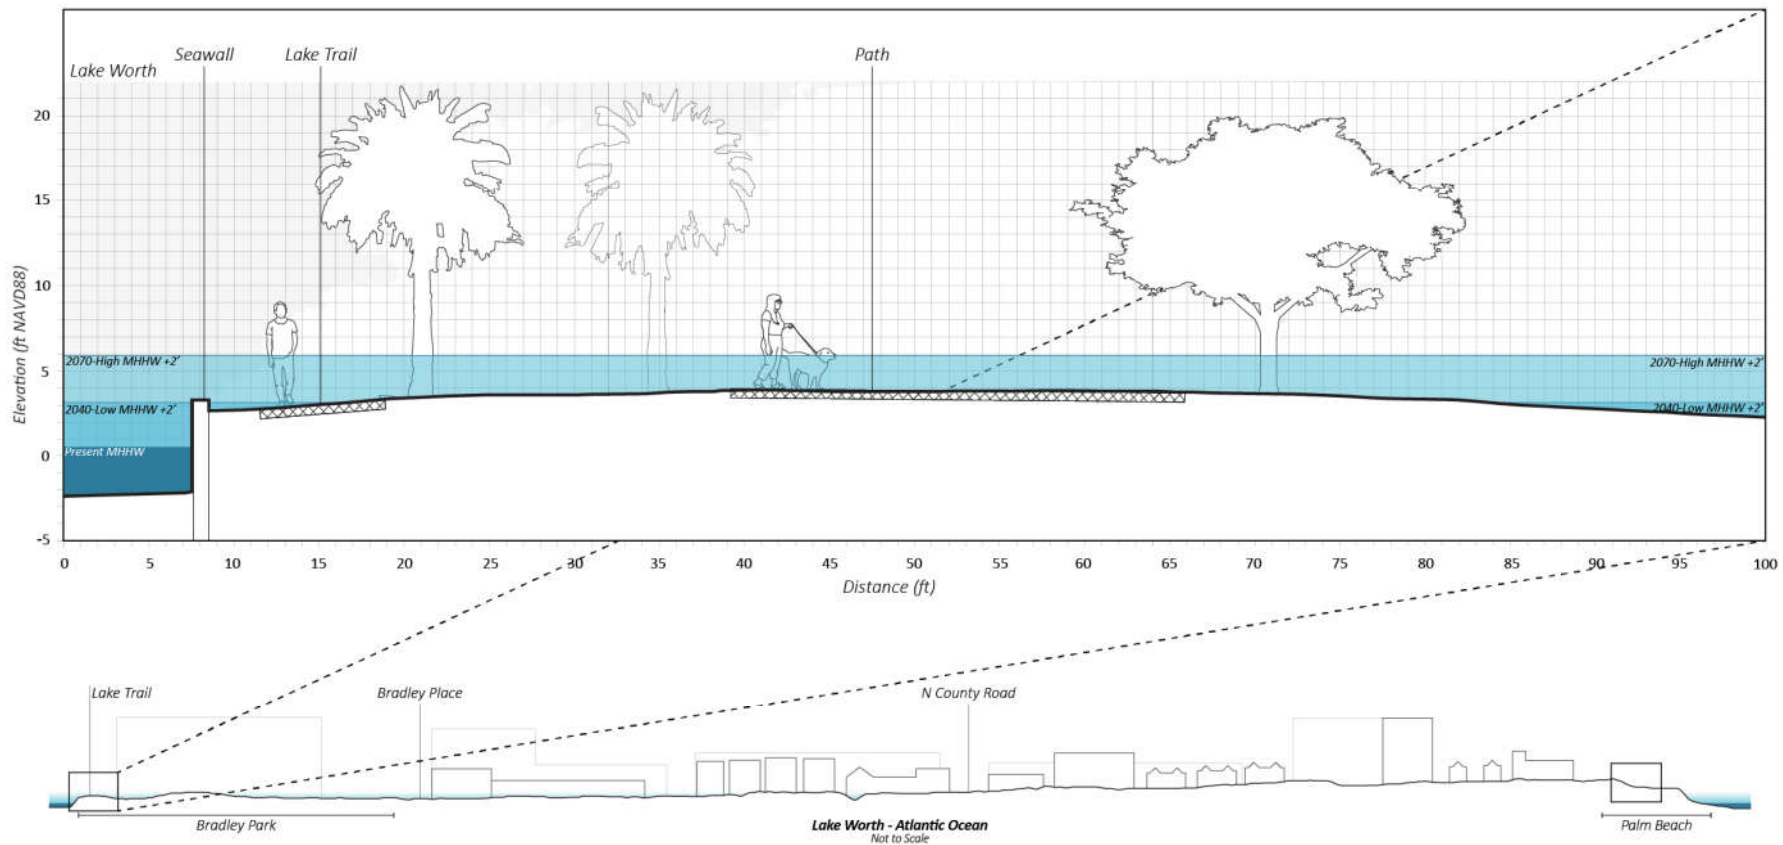 Seawall
Lake Trail
Path
Lake Worth
20
15
10
5
0
-5
Elevation (ft NAVD88)
2070-High MHHW +2'
2070-High MHHW +2'
2040-Low MHHW +2'
2040-Low MHHW +2'
Present MHHW
0 5 10 15 20 25 30 35 40 45 50 55 60 65 70 75 80 85 90 95 100
Distance (ft)
Lake Trail
Bradley Place
N County Road
Bradley Park
Lake Worth - Atlantic Ocean
Not to Scale
Palm Beach